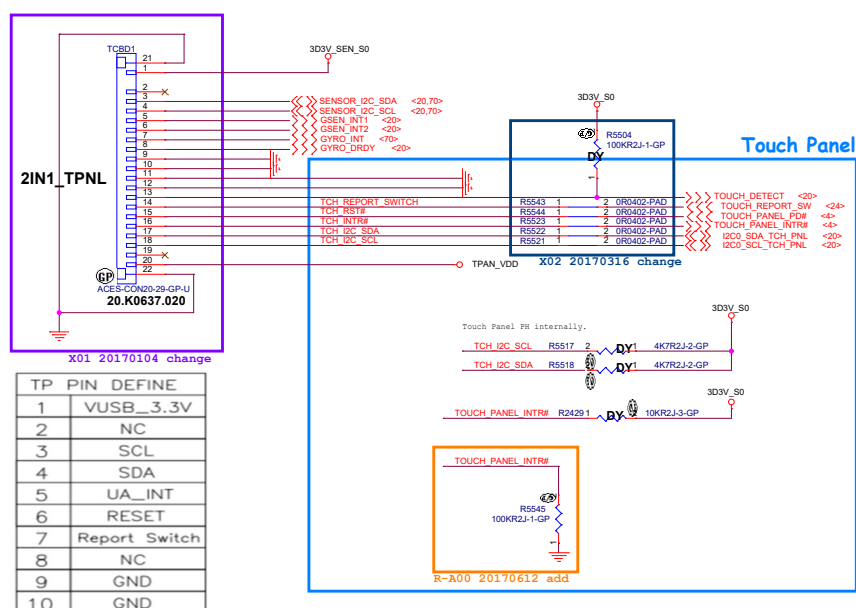 TCBD1
21
1
2
3
4
5
6
7
8
9
10
11
12
13
14
15
16
17
18
19
20
22
2IN1_TPNL
GP
ACES-CON20-29-GP-U
20.K0637.020
X01 20170104 change
3D3V_SEN_S0
SENSOR_I2C_SDA <20,70>
SENSOR_I2C_SCL <20,70>
GSEN_INT1 <20>
GSEN_INT2 <20>
GYRO_INT <70>
GYRO_DRDY <20>
3D3V_S0
R5504
100KR2J-1-GP
DY
1
Touch Panel
TOUCH_DETECT <20>
TCH_REPORT_SWITCH R5543 1 2 0R0402-PAD TOUCH_REPORT_SW <24>
TCH_RST# R5544 1 2 0R0402-PAD TOUCH_PANEL_PD# <4>
TCH_INTR# R5523 1 2 0R0402-PAD TOUCH_PANEL_INTR# <4>
TCH_I2C_SDA R5522 1 2 0R0402-PAD I2C0_SDA_TCH_PNL <20>
TCH_I2C_SCL R5521 1 2 0R0402-PAD I2C0_SCL_TCH_PNL <20>
X02 20170316 change
TPAN_VDD
3D3V_S0
Touch Panel PH internally.
TCH_I2C_SCL R5517 2 DY 1 4K7R2J-2-GP
TCH_I2C_SDA R5518 2 DY 1 4K7R2J-2-GP
3D3V_S0
TOUCH_PANEL_INTR# R2429 1 DY 10KR2J-3-GP
TOUCH_PANEL_INTR#
R5545
100KR2J-1-GP
1
R-A00 20170612 add
TP PIN DEFINE
1 VUSB_3.3V
2 NC
3 SCL
4 SDA
5 UA_INT
6 RESET
7 Report Switch
8 NC
9 GND
10 GND